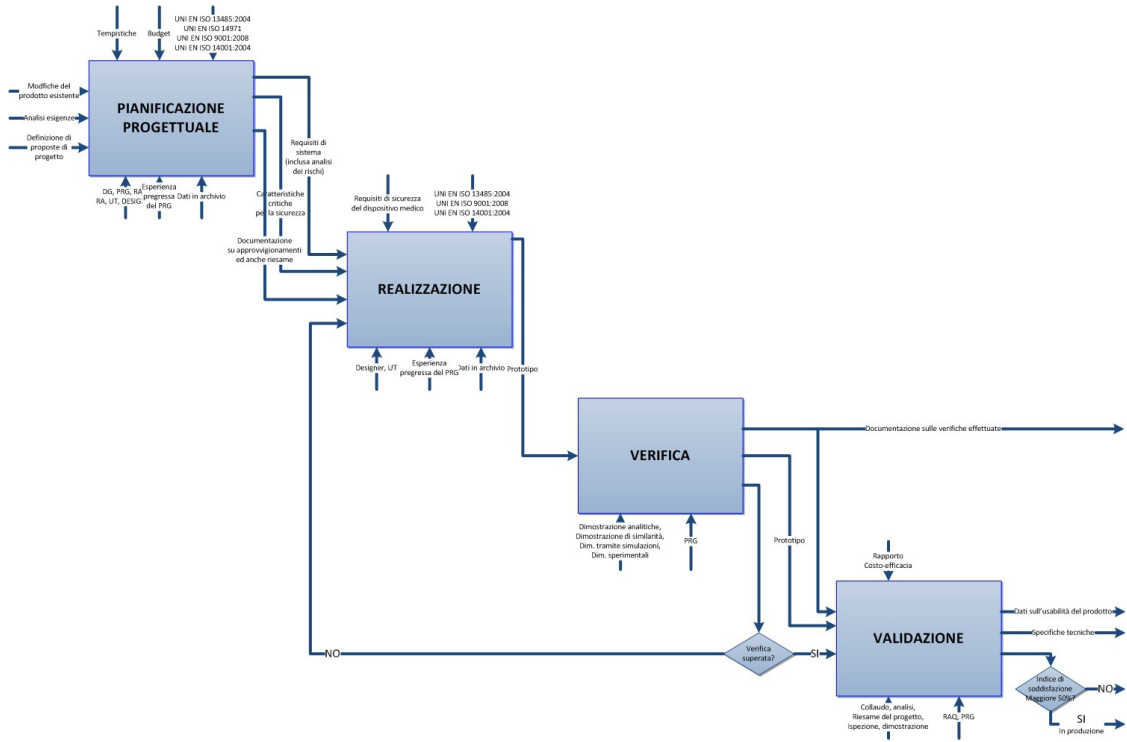 Tempistiche
Budget
UNI EN ISO 13485:2004
UNI EN ISO 14971
UNI EN ISO 9001:2008
UNI EN ISO 14001:2004
Modfiche del
prodotto esistente
Analisi esigenze
Definizione di
proposte di
progetto
PIANIFICAZIONE
PROGETTUALE
DG, PRG, RA
RA, UT, DESIG
Esperienza
pregressa
del PRG
Dati in archivio
Requisiti di
sistema
(inclusa analisi
dei rischi)
Caratteristiche
critiche
per la sicurezza
Documentazione
su approvvigionamenti
ed anche riesame
Requisiti di sicurezza
del dispositivo medico
UNI EN ISO 13485:2004
UNI EN ISO 9001:2008
UNI EN ISO 14001:2004
REALIZZAZIONE
Designer, UT
Esperienza
pregressa del PRG
Dati in archivio
Prototipo
VERIFICA
Documentazione sulle verifiche effettuate
Dimostrazione analitiche,
Dimostrazione di similarità,
Dim. tramite simulazioni,
Dim. sperimentali
PRG
Prototipo
Rapporto
Costo-efficacia
VALIDAZIONE
Dati sull'usabilità del prodotto
Specifiche tecniche
NO
Verifica
superata?
SI
Indice di
soddisfazione
Maggiore 50%?
NO
SI
In produzione
Collaudo, analisi,
Riesame del progetto,
Ispezione, dimostrazione
RAQ, PRG